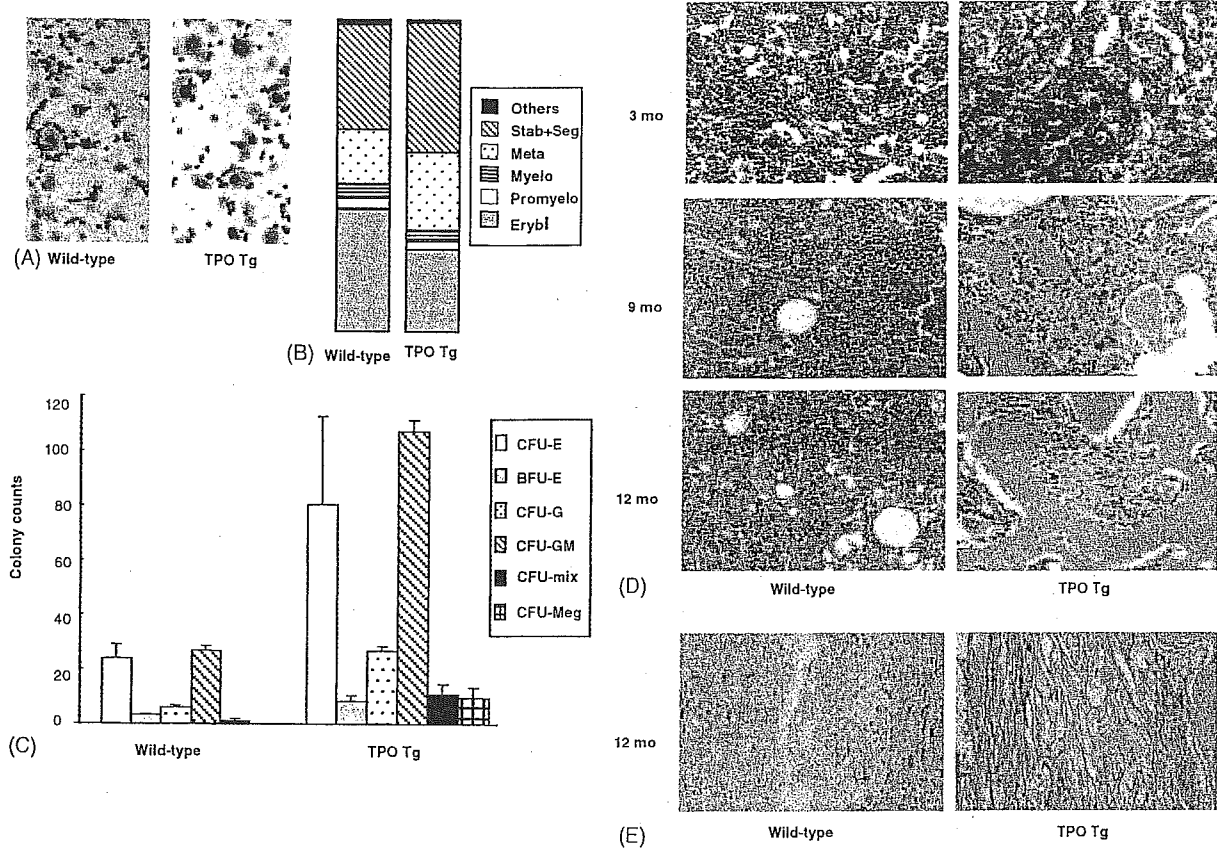 (A) Wild-type
TPO Tg
Others
Stab+Seg
Meta
Myelo
Promyelo
Erybl
(B) Wild-type
TPO Tg
120
100
80
60
40
20
0
Colony counts
CFU-E
BFU-E
CFU-G
CFU-GM
CFU-mix
CFU-Meg
(C)
Wild-type
TPO Tg
3 mo
9 mo
12 mo
Wild-type
TPO Tg
(D)
12 mo
Wild-type
TPO Tg
(E)